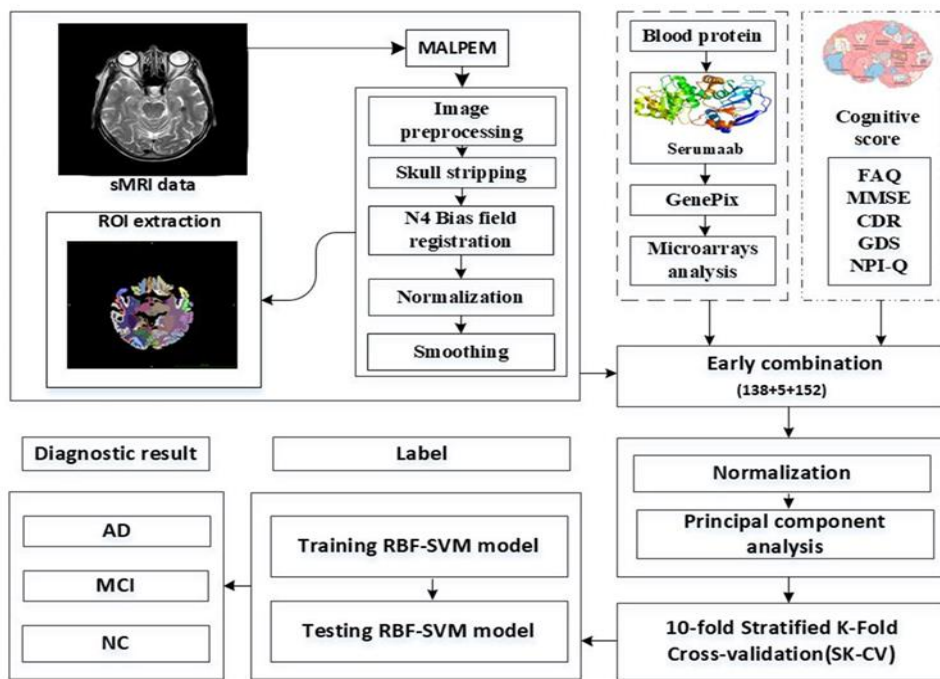 MALPEM
sMRI data
Image
preprocessing
Skull stripping
N4 Bias field
registration
Normalization
Smoothing
ROI extraction
Blood protein
Serumaab
GenePix
Microarrays
analysis
Cognitive
score
FAQ
MMSE
CDR
GDS
NPI-Q
Early combination
(138+5+152)
Normalization
Principal component
analysis
10-fold Stratified K-Fold
Cross-validation(SK-CV)
Label
Training RBF-SVM model
Testing RBF-SVM model
Diagnostic result
AD
MCI
NC